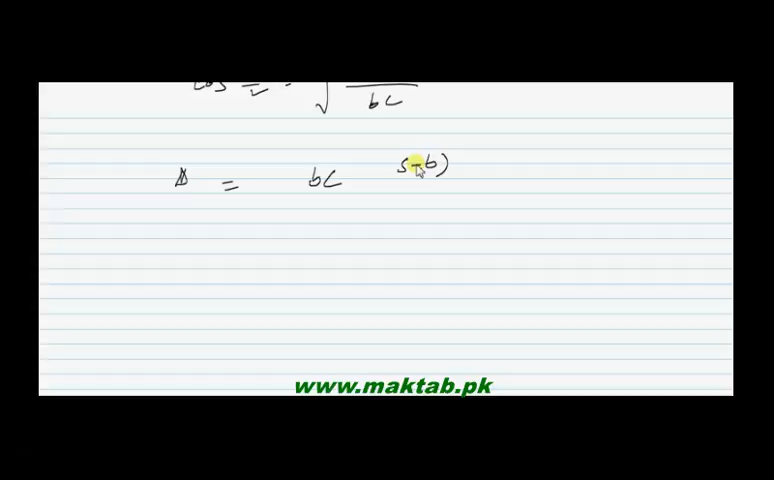 bc
Δ = bc s-b)
www.maktab.pk